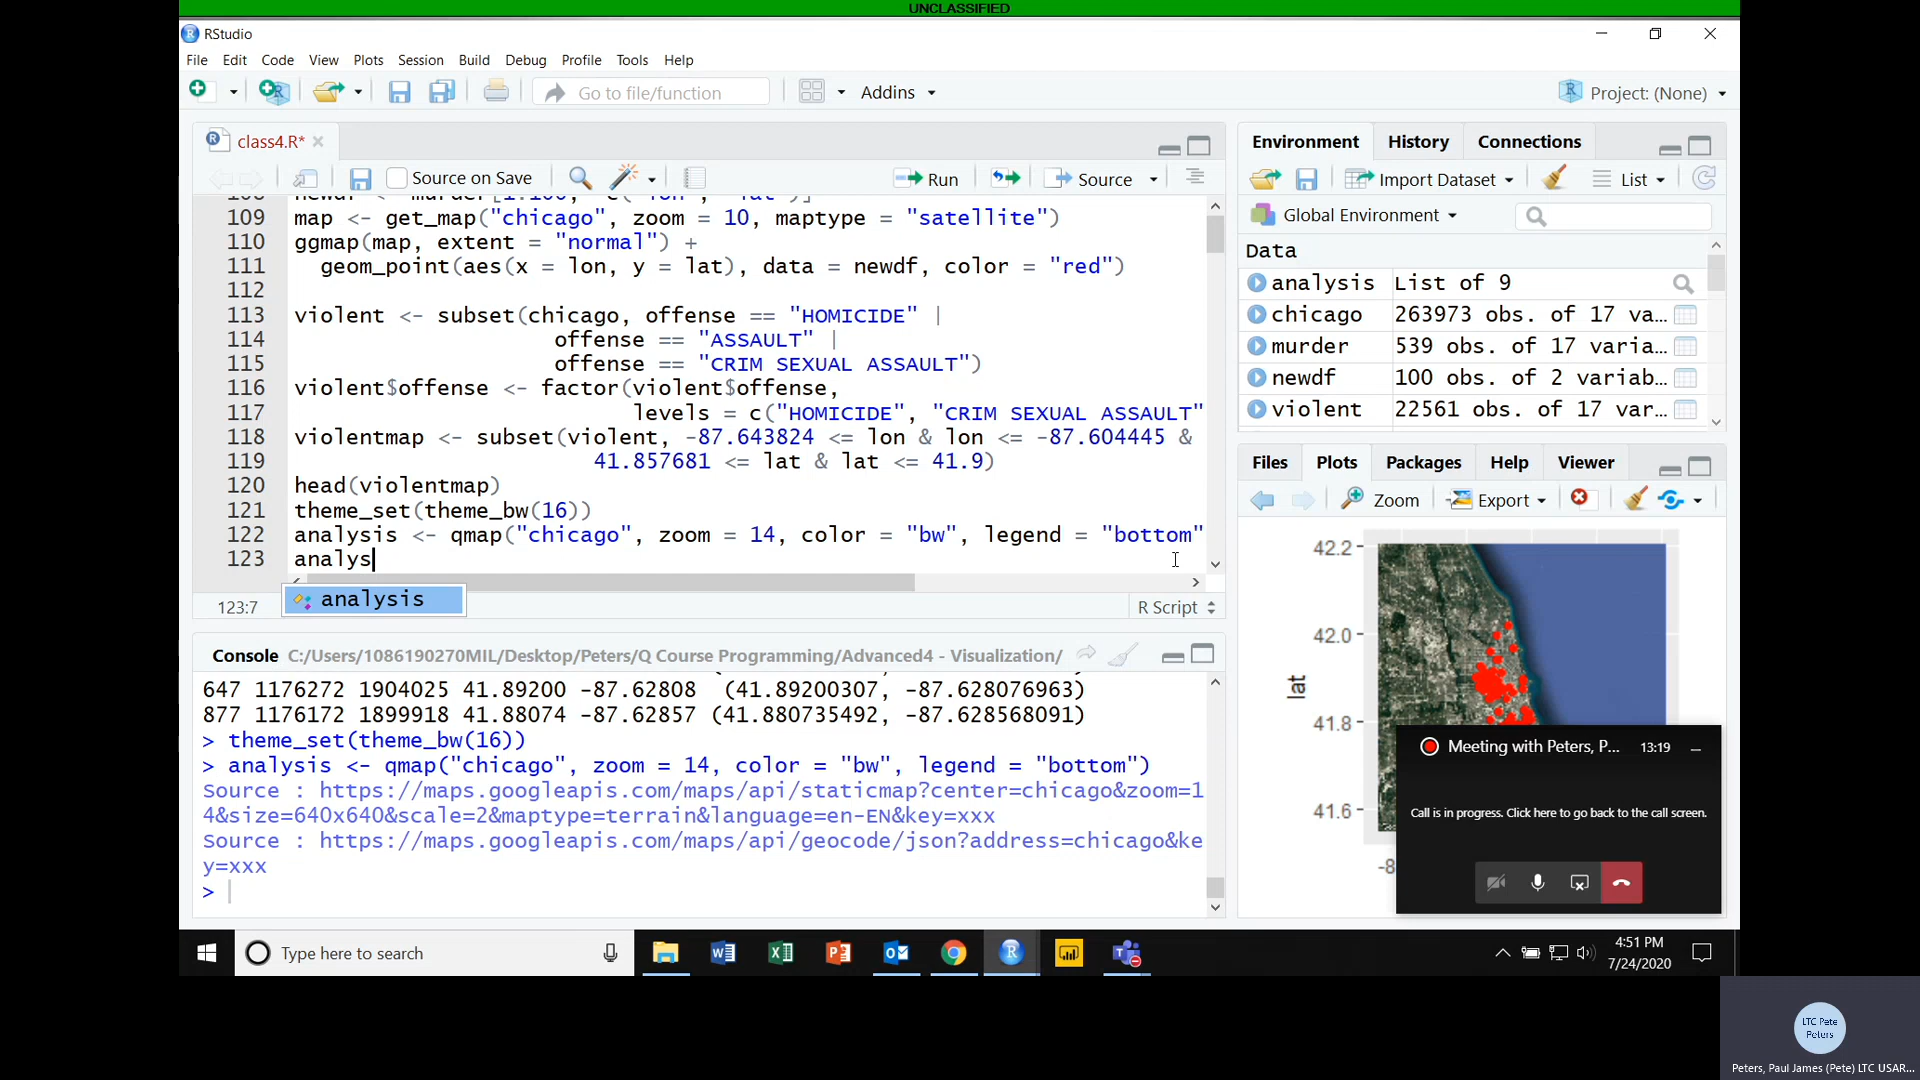 UNCLASSIFIED
RStudio
File Edit Code View Plots Session Build Debug Profile Tools Help
Go to file/function
Addins
Project: (None)
class4.R*
Source on Save
Run
Source
109 map <- get_map("chicago", zoom = 10, maptype = "satellite")
110 ggmap(map, extent = "normal") +
111 geom_point(aes(x = lon, y = lat), data = newdf, color = "red")
112
113 violent <- subset(chicago, offense == "HOMICIDE" |
114 offense == "ASSAULT" |
115 offense == "CRIM SEXUAL ASSAULT")
116 violent$offense <- factor(violent$offense,
117 levels = c("HOMICIDE", "CRIM SEXUAL ASSAULT"
118 violentmap <- subset(violent, -87.643824 <= lon & lon <= -87.604445 &
119 41.857681 <= lat & lat <= 41.9)
120 head(violentmap)
121 theme_set(theme_bw(16))
122 analysis <- qmap("chicago", zoom = 14, color = "bw", legend = "bottom"
123 analys
analysis
123:7
R Script
Console C:/Users/1086190270MIL/Desktop/Peters/Q Course Programming/Advanced4 - Visualization/
647 1176272 1904025 41.89200 -87.62808 (41.89200307, -87.628076963)
877 1176172 1899918 41.88074 -87.62857 (41.880735492, -87.628568091)
> theme_set(theme_bw(16))
> analysis <- qmap("chicago", zoom = 14, color = "bw", legend = "bottom")
Source : https://maps.googleapis.com/maps/api/staticmap?center=chicago&zoom=1
4&size=640x640&scale=2&maptype=terrain&language=en-EN&key=xxx
Source : https://maps.googleapis.com/maps/api/geocode/json?address=chicago&ke
y=xxx
>
Environment History Connections
Import Dataset
List
Global Environment
Data
analysis List of 9
chicago 263973 obs. of 17 va...
murder 539 obs. of 17 varia...
newdf 100 obs. of 2 variab...
violent 22561 obs. of 17 var...
Files Plots Packages Help Viewer
Zoom
Export
42.2
42.0
lat
41.8
41.6
-8
Meeting with Peters, P... 13:19
Call is in progress. Click here to go back to the call screen.
Type here to search
4:51 PM
7/24/2020
LTC Pete
Peters
Peters, Paul James (Pete) LTC USAR...